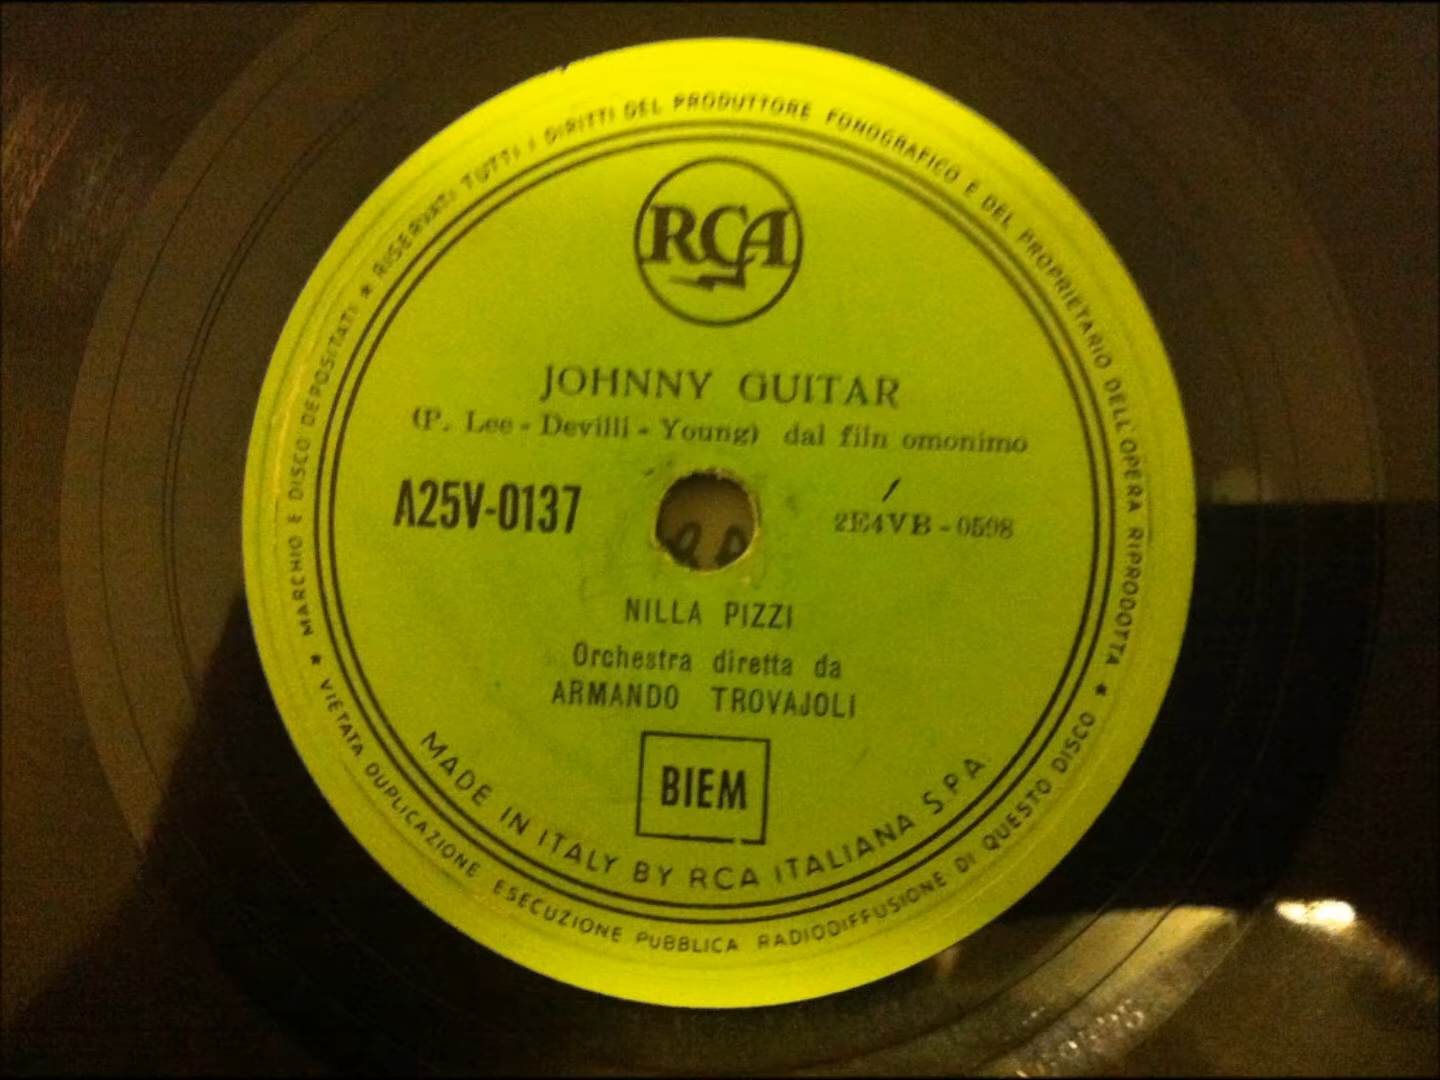 MARCHIO E DISCO DEPOSITATI ★ RISERVATI TUTTI I DIRITTI DEL PRODUTTORE FONOGRAFICO E DEL PROPRIETARIO DELL'OPERA RIPRODOTTA ★
RCA
JOHNNY GUITAR
(P. Lee - Devilli - Young) dal filn omonimo
A25V-0137
2E4VB-0598
NILLA PIZZI
Orchestra diretta da
ARMANDO TROVAJOLI
BIEM
MADE IN ITALY BY RCA ITALIANA S.P.A.
★ VIETATA DUPLICAZIONE ESECUZIONE PUBBLICA RADIODIFFUSIONE DI QUESTO DISCO